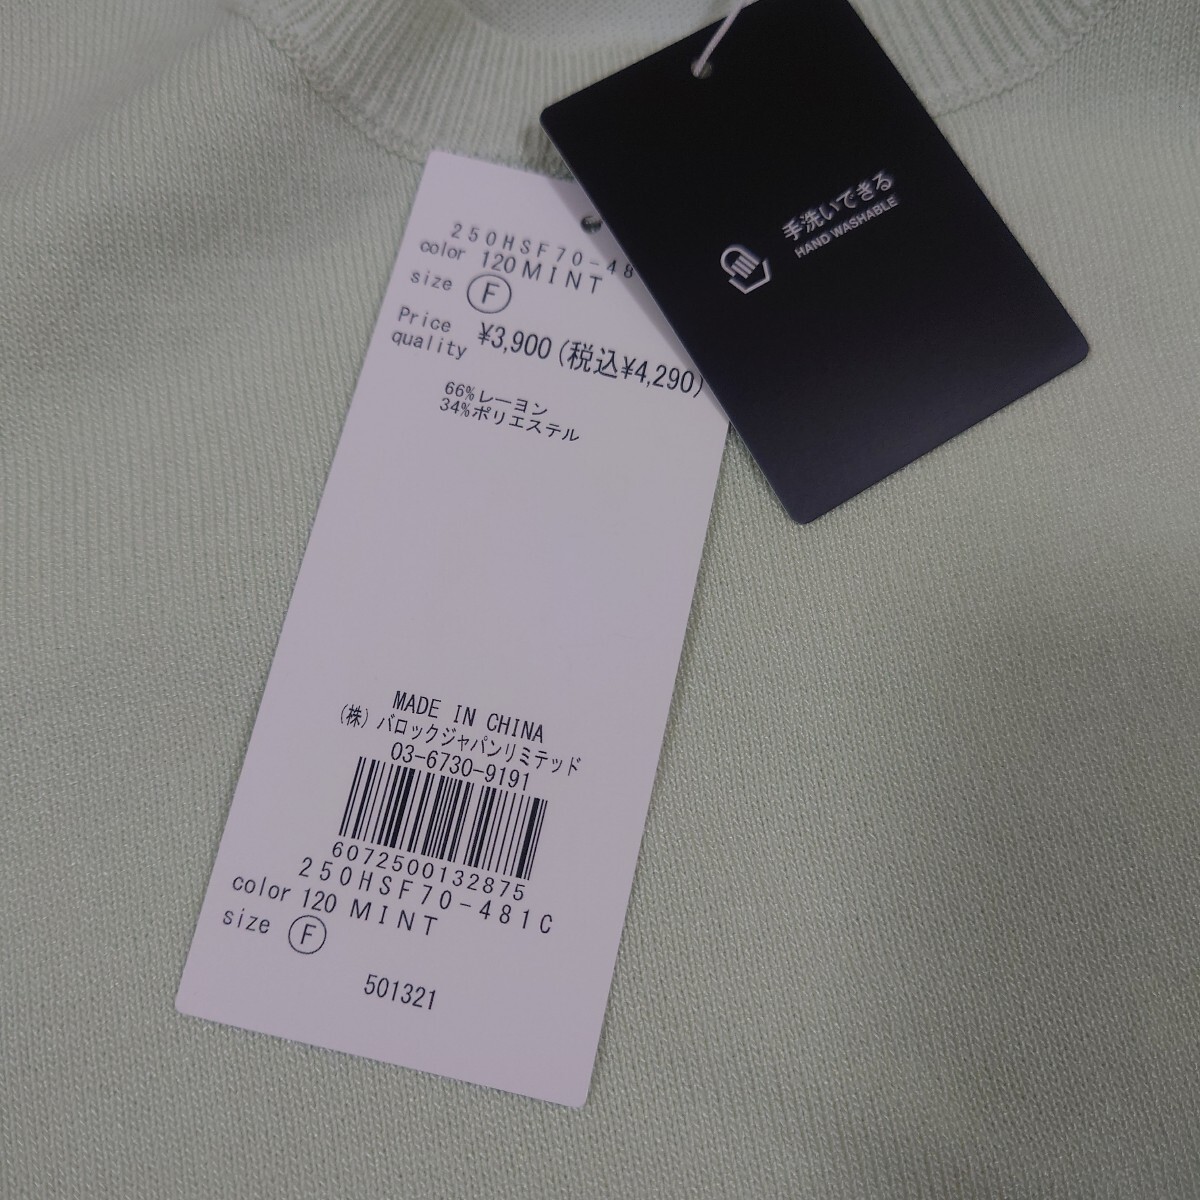 250HSF70-48
color 120 MINT
size F
Price ¥3,900 (税込¥4,290)
quality
66%レーヨン
34%ポリエステル
MADE IN CHINA
(株)バロックジャパンリミテッド
03-6730-9191
6072500132875
250HSF70-481C
color 120 MINT
size F
501321
手洗いできる
HAND WASHABLE